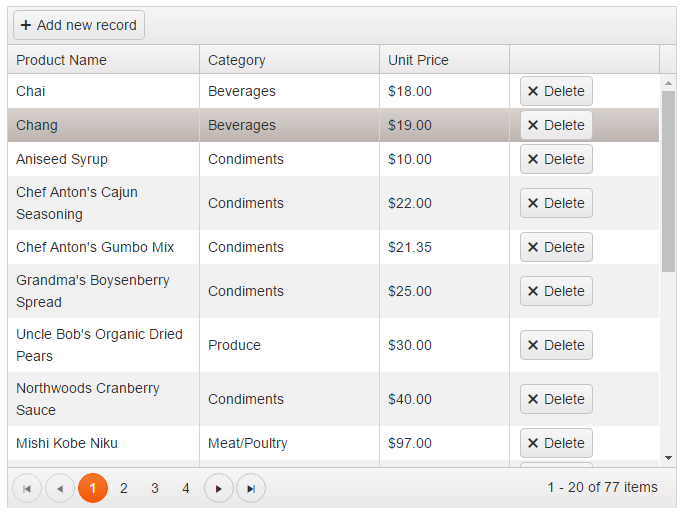 Add new record
Product Name Category Unit Price
Chai Beverages $18.00 Delete
Chang Beverages $19.00 Delete
Aniseed Syrup Condiments $10.00 Delete
Chef Anton's Cajun
Seasoning Condiments $22.00 Delete
Chef Anton's Gumbo Mix Condiments $21.35 Delete
Grandma's Boysenberry
Spread Condiments $25.00 Delete
Uncle Bob's Organic Dried
Pears Produce $30.00 Delete
Northwoods Cranberry
Sauce Condiments $40.00 Delete
Mishi Kobe Niku Meat/Poultry $97.00 Delete
1 2 3 4 1 - 20 of 77 items